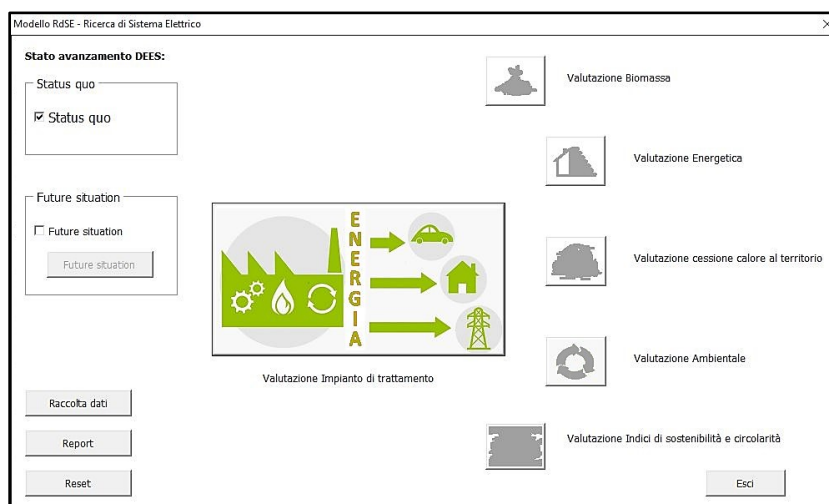 Modello RdSE - Ricerca di Sistema Elettrico
Stato avanzamento DEES:
Status quo
Status quo
Future situation
Future situation
Future situation
ENERGIA
Valutazione Impianto di trattamento
Valutazione Biomassa
Valutazione Energetica
Valutazione cessione calore al territorio
Valutazione Ambientale
Valutazione Indici di sostenibilità e circolarità
Raccolta dati
Report
Reset
Esci